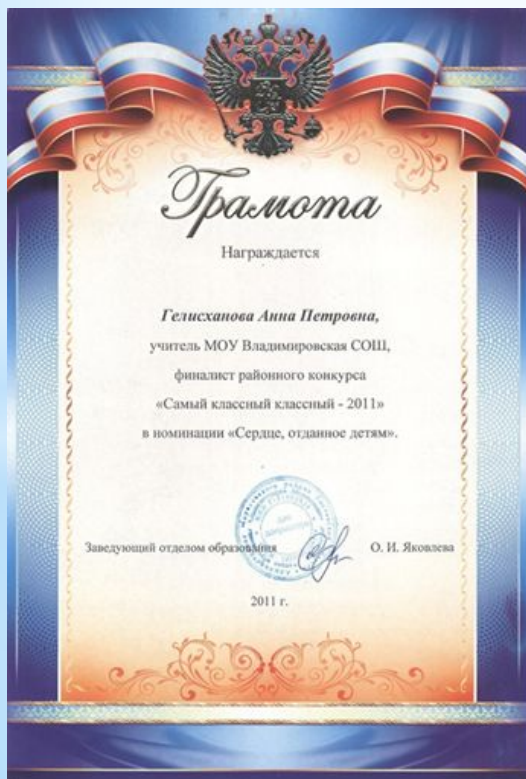 Грамота
Награждается
Гелисханова Анна Петровна,
учитель МОУ Владимировская СОШ,
финалист районного конкурса
«Самый классный классный - 2011»
в номинации «Сердце, отданное детям».
Заведующий отделом образования О. И. Яковлева
2011 г.